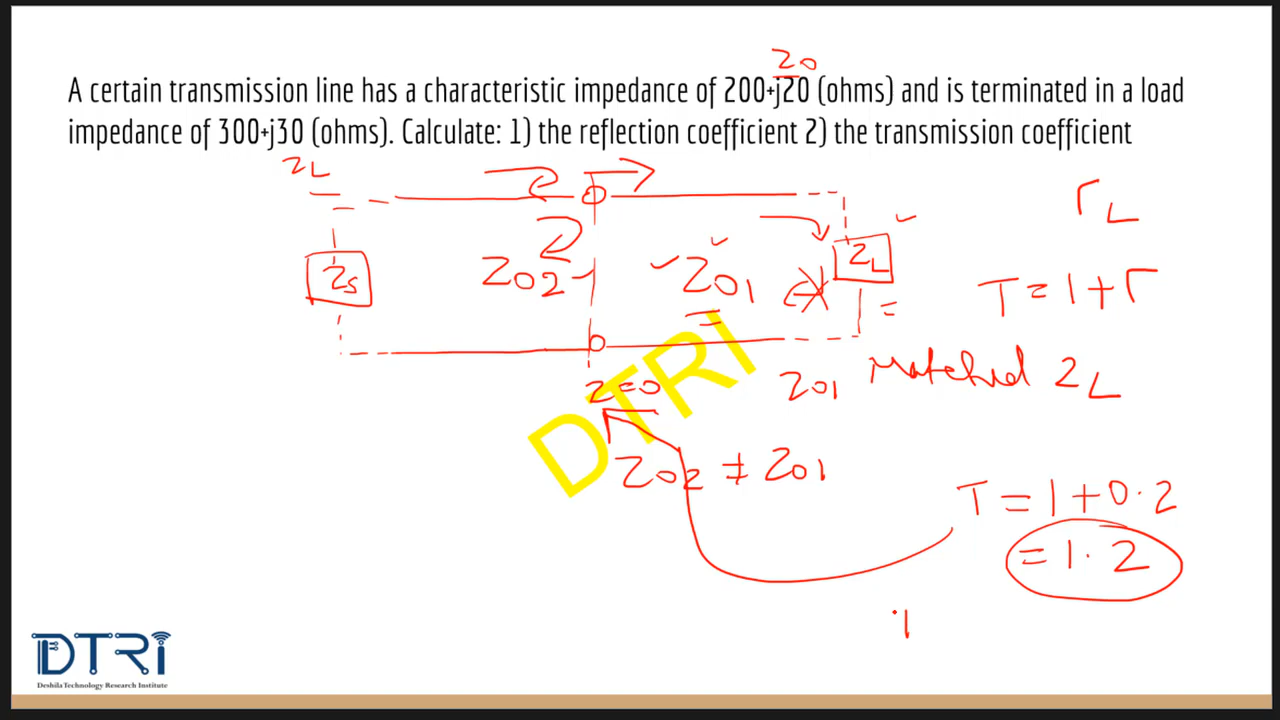 A certain transmission line has a characteristic impedance of 200+j20 (ohms) and is terminated in a load
impedance of 300+j30 (ohms). Calculate: 1) the reflection coefficient 2) the transmission coefficient
Z0
ZL
ΓL
ZS
Z02
Z01
ZL
T = 1 + Γ
Z=0
Z01
Matched ZL
Z02 ≠ Z01
T = 1 + 0.2
= 1.2
DTRI
DTRI
Deshila Technology Research Institute